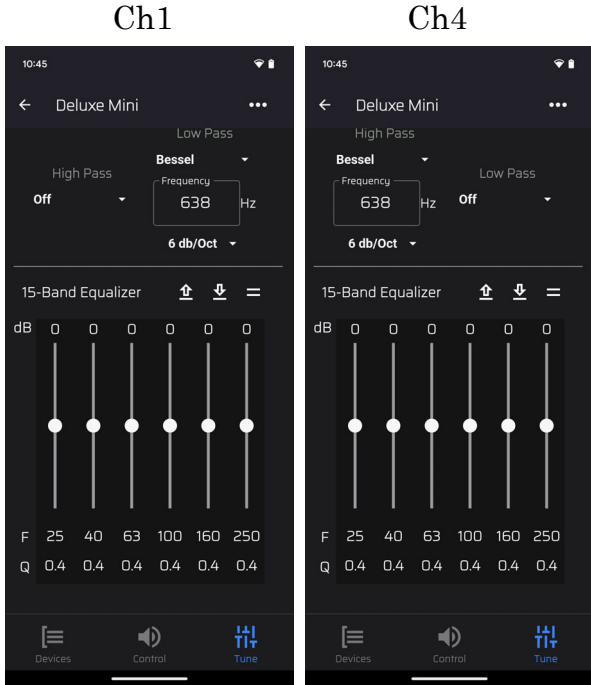 Ch1
10:45
Deluxe Mini
Low Pass
Bessel
High Pass
Frequency
Off
638
Hz
6 db/Oct
15-Band Equalizer
dB 0 0 0 0 0 0
F 25 40 63 100 160 250
Q 0.4 0.4 0.4 0.4 0.4 0.4
Devices Control Tune
Ch4
10:45
Deluxe Mini
High Pass
Bessel
Low Pass
Frequency
638
Hz
Off
6 db/Oct
15-Band Equalizer
dB 0 0 0 0 0 0
F 25 40 63 100 160 250
Q 0.4 0.4 0.4 0.4 0.4 0.4
Devices Control Tune